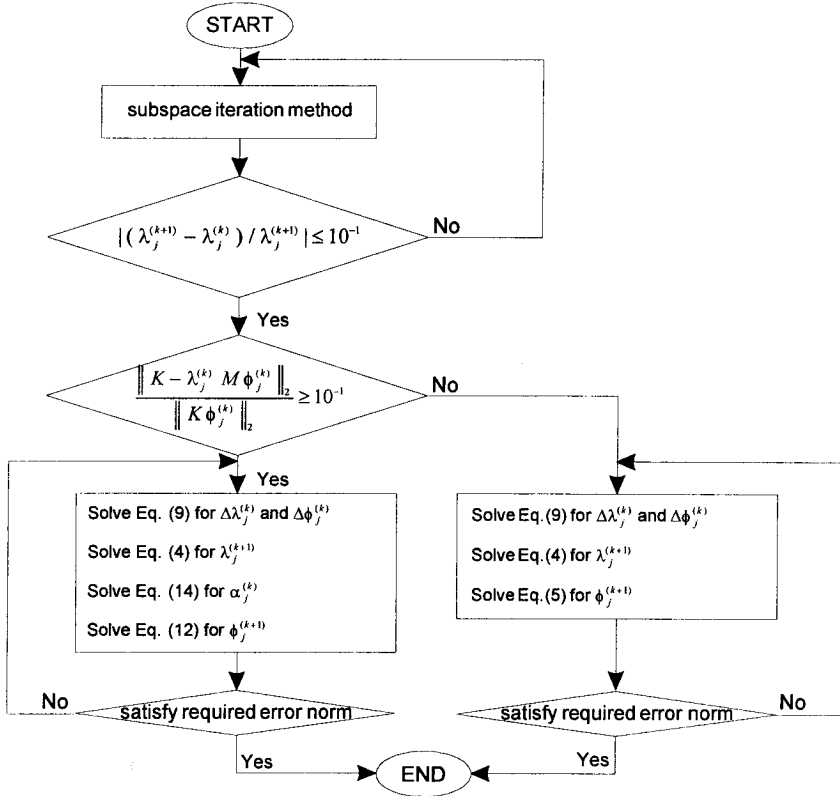 START
subspace iteration method
| ( λ_j^(k+1) − λ_j^(k) ) / λ_j^(k+1) | ≤ 10^-1
No
Yes
‖ K − λ_j^(k) M ϕ_j^(k) ‖_2 / ‖ K ϕ_j^(k) ‖_2 ≥ 10^-1
No
Yes
Solve Eq. (9) for Δλ_j^(k) and Δϕ_j^(k)
Solve Eq. (4) for λ_j^(k+1)
Solve Eq. (14) for α_j^(k)
Solve Eq. (12) for ϕ_j^(k+1)
Solve Eq.(9) for Δλ_j^(k) and Δϕ_j^(k)
Solve Eq.(4) for λ_j^(k+1)
Solve Eq.(5) for ϕ_j^(k+1)
No
satisfy required error norm
satisfy required error norm
No
Yes
Yes
END